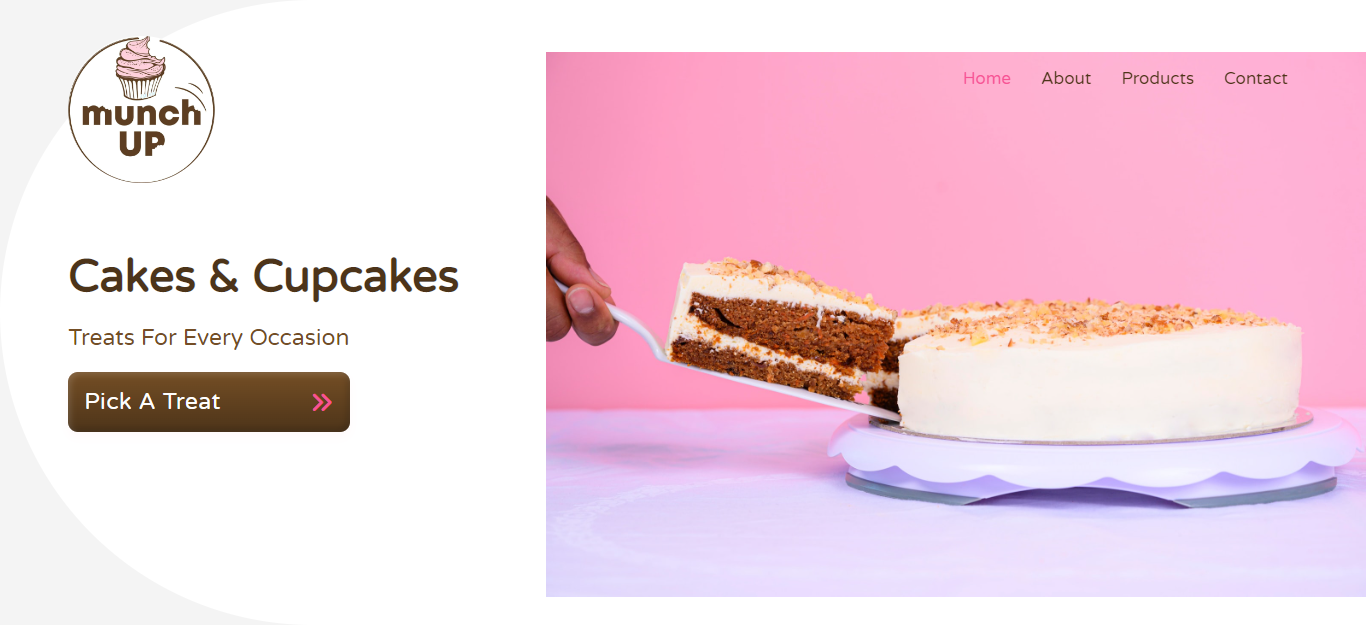 munch
UP
Home About Products Contact
Cakes & Cupcakes
Treats For Every Occasion
Pick A Treat